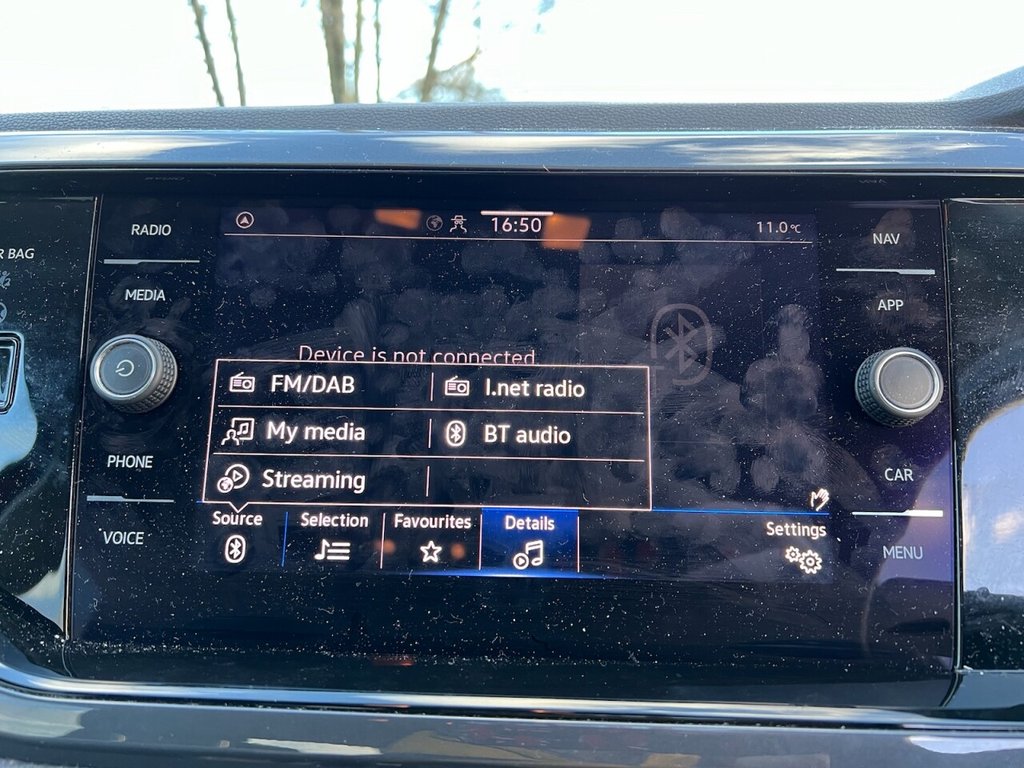 16:50
11.0°C
RADIO
MEDIA
PHONE
VOICE
R BAG
Device is not connected
FM/DAB
I.net radio
My media
BT audio
Streaming
Source
Selection
Favourites
Details
Settings
NAV
APP
CAR
MENU